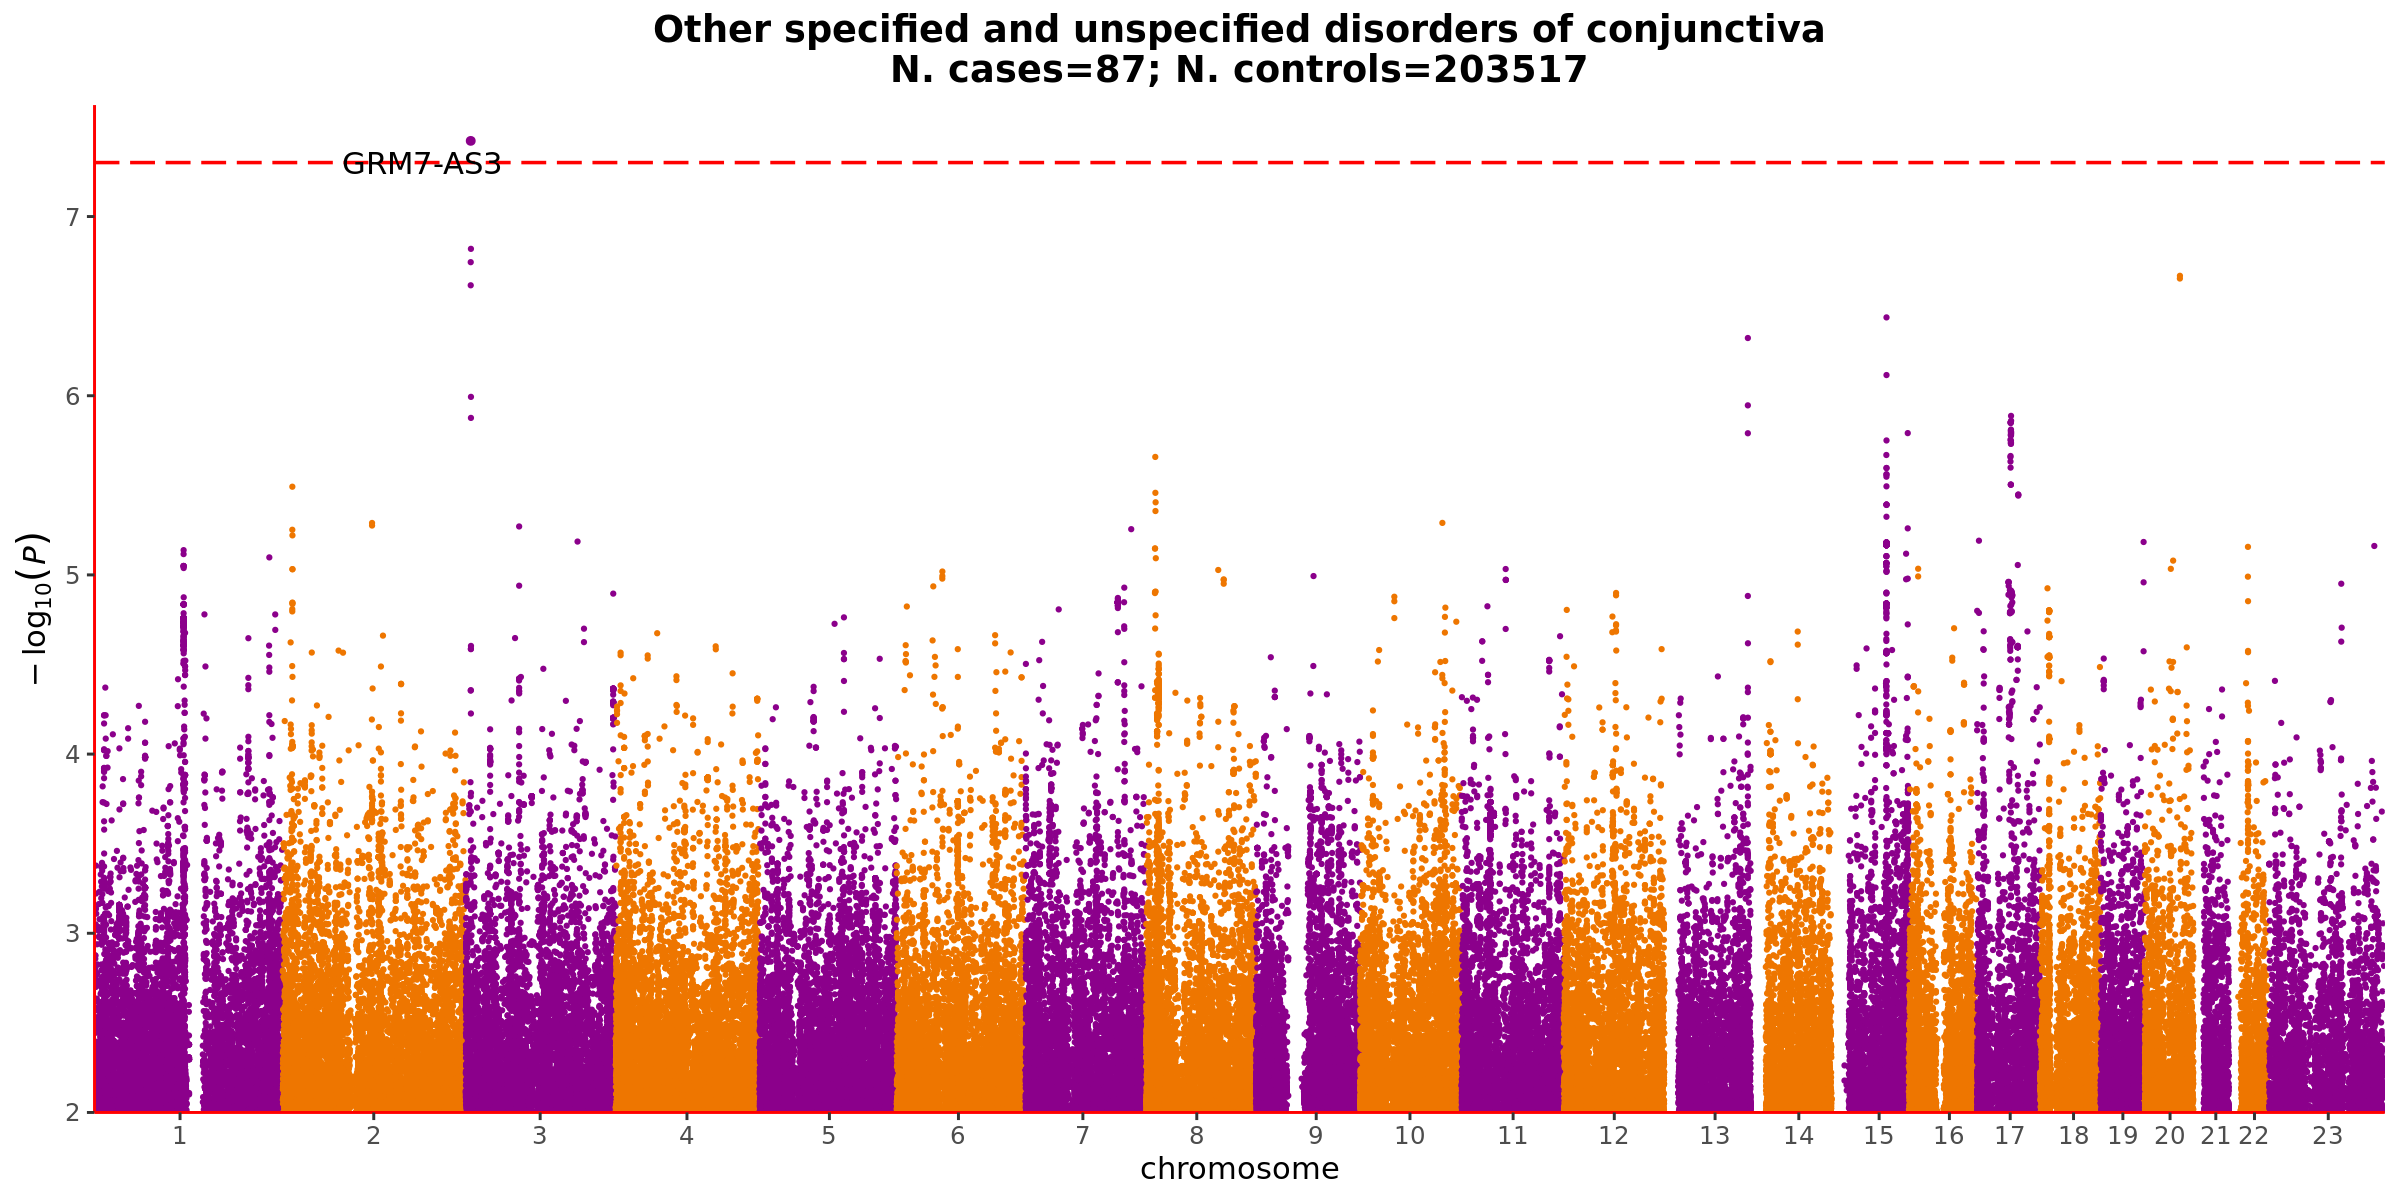 Other specified and unspecified disorders of conjunctiva
N. cases=87; N. controls=203517
GRM7-AS3
7
6
5
4
3
2
−log10(P)
1 2 3 4 5 6 7 8 9 10 11 12 13 14 15 16 17 18 19 20 21 22 23
chromosome